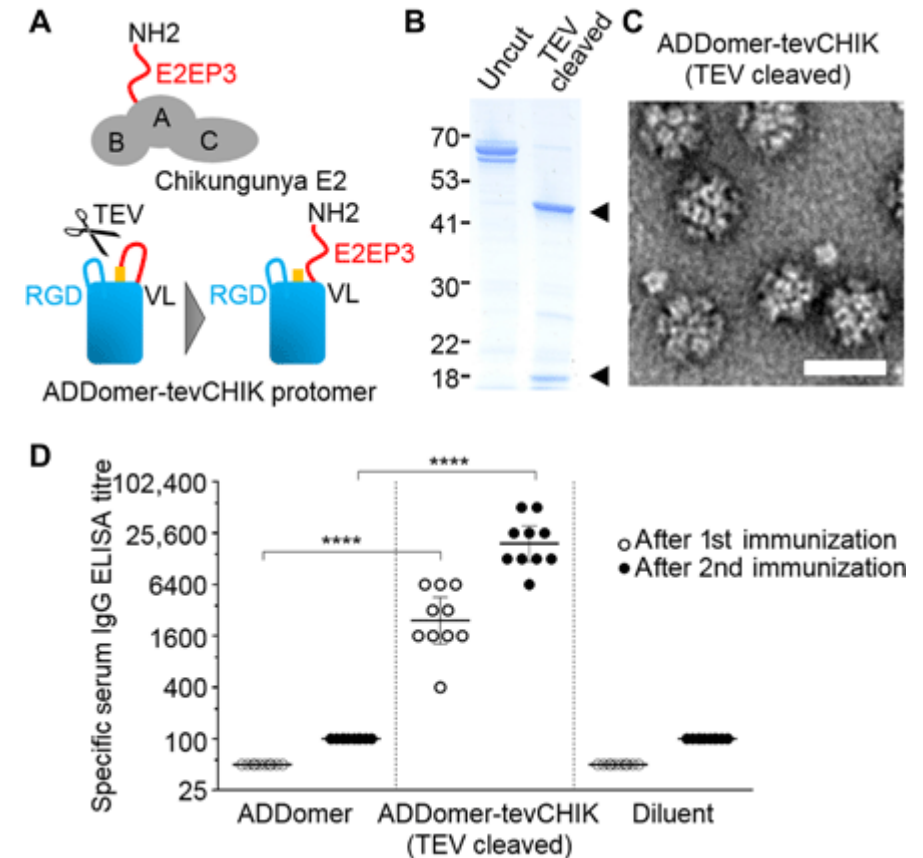 A
NH2
E2EP3
A
B
C
Chikungunya E2
TEV
NH2
E2EP3
RGD
VL
RGD
VL
ADDomer-tevCHIK protomer
B
Uncut
TEV
cleaved
70
53
41
30
22
18
C
ADDomer-tevCHIK
(TEV cleaved)
D
Specific serum IgG ELISA titre
102,400
25,600
6400
1600
400
100
25
****
****
After 1st immunization
After 2nd immunization
ADDomer
ADDomer-tevCHIK
(TEV cleaved)
Diluent